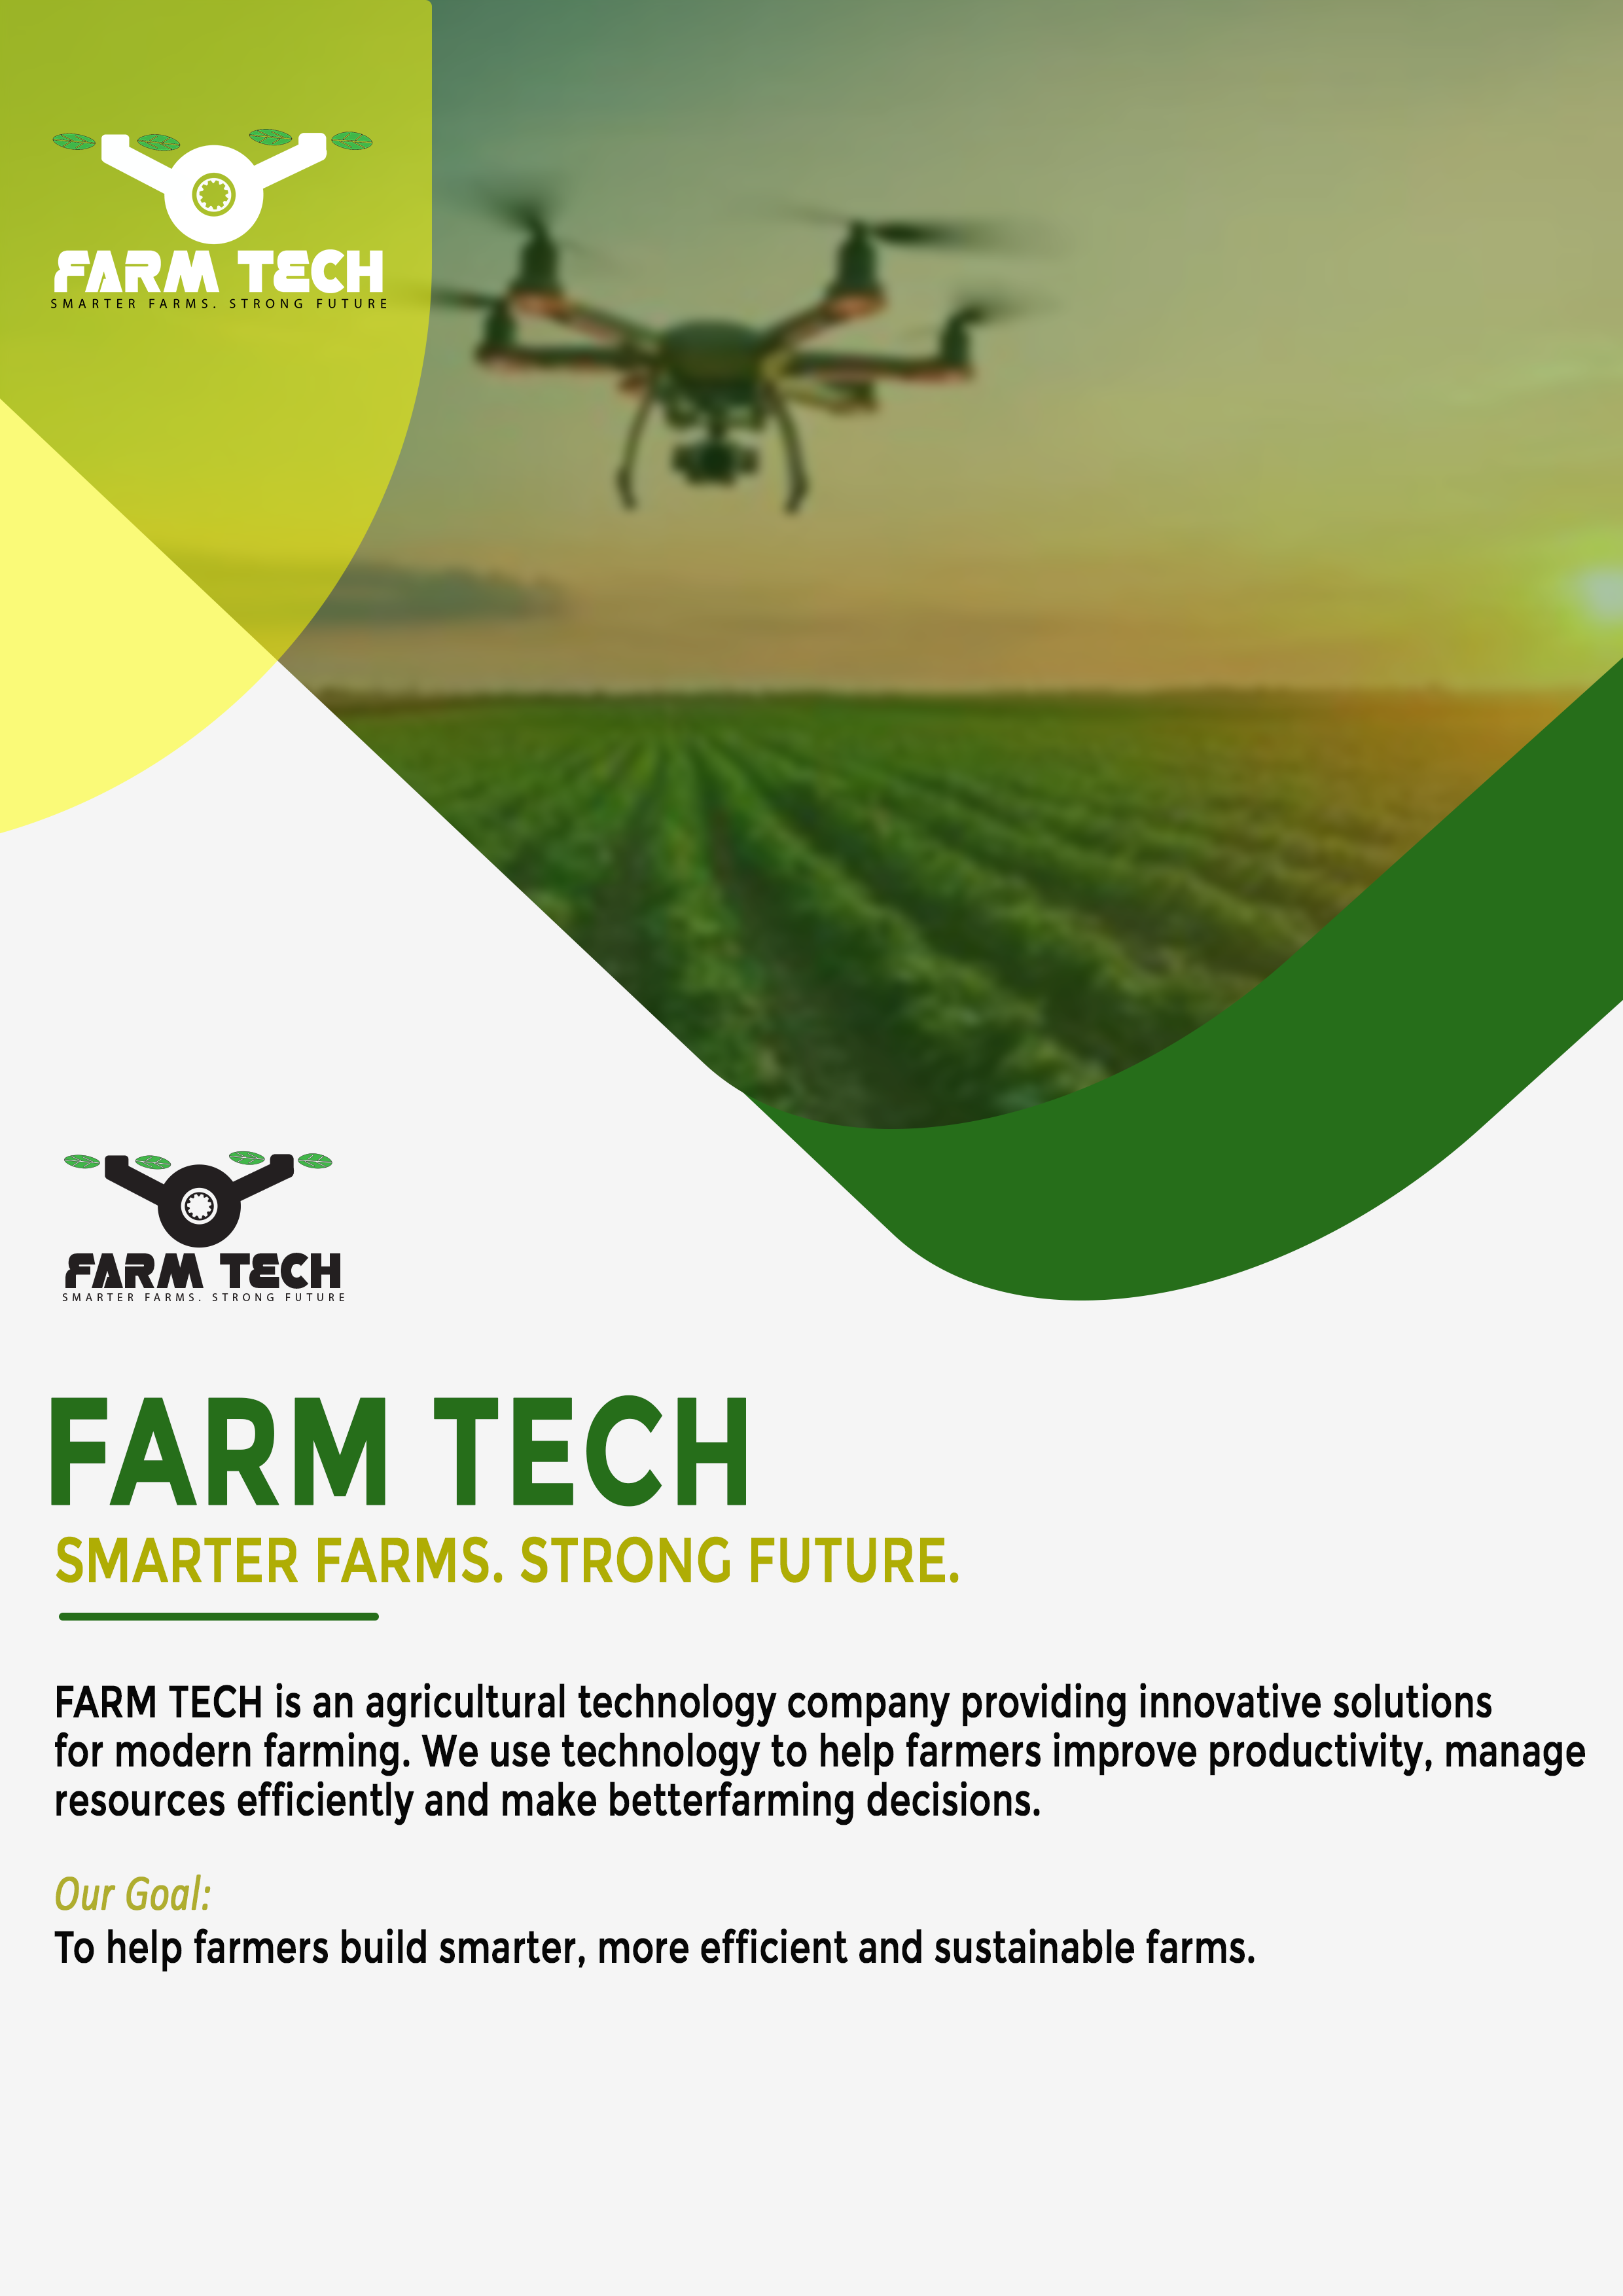 FARM TECH
SMARTER FARMS. STRONG FUTURE
FARM TECH
SMARTER FARMS. STRONG FUTURE
FARM TECH
SMARTER FARMS. STRONG FUTURE.
FARM TECH is an agricultural technology company providing innovative solutions
for modern farming. We use technology to help farmers improve productivity, manage
resources efficiently and make betterfarming decisions.
Our Goal:
To help farmers build smarter, more efficient and sustainable farms.